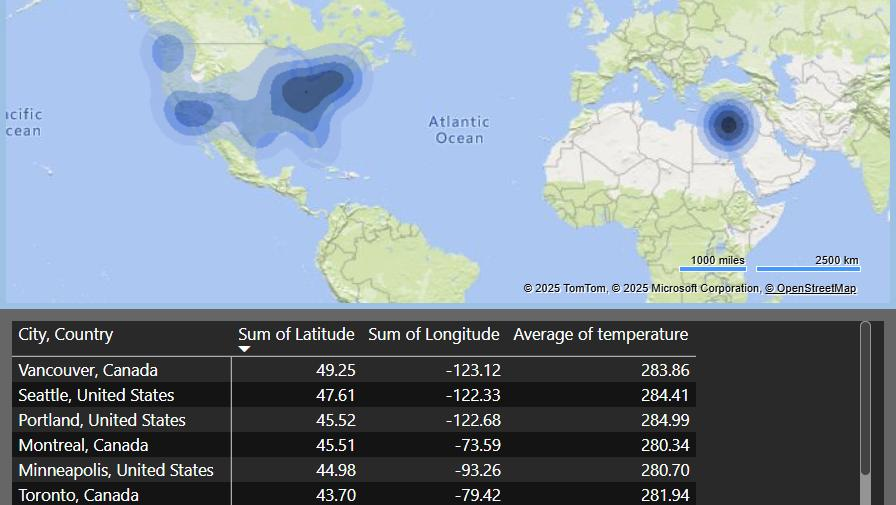 acific
cean
Atlantic
Ocean
1000 miles 2500 km
© 2025 TomTom, © 2025 Microsoft Corporation, © OpenStreetMap
City, Country Sum of Latitude Sum of Longitude Average of temperature
Vancouver, Canada 49.25 -123.12 283.86
Seattle, United States 47.61 -122.33 284.41
Portland, United States 45.52 -122.68 284.99
Montreal, Canada 45.51 -73.59 280.34
Minneapolis, United States 44.98 -93.26 280.70
Toronto, Canada 43.70 -79.42 281.94